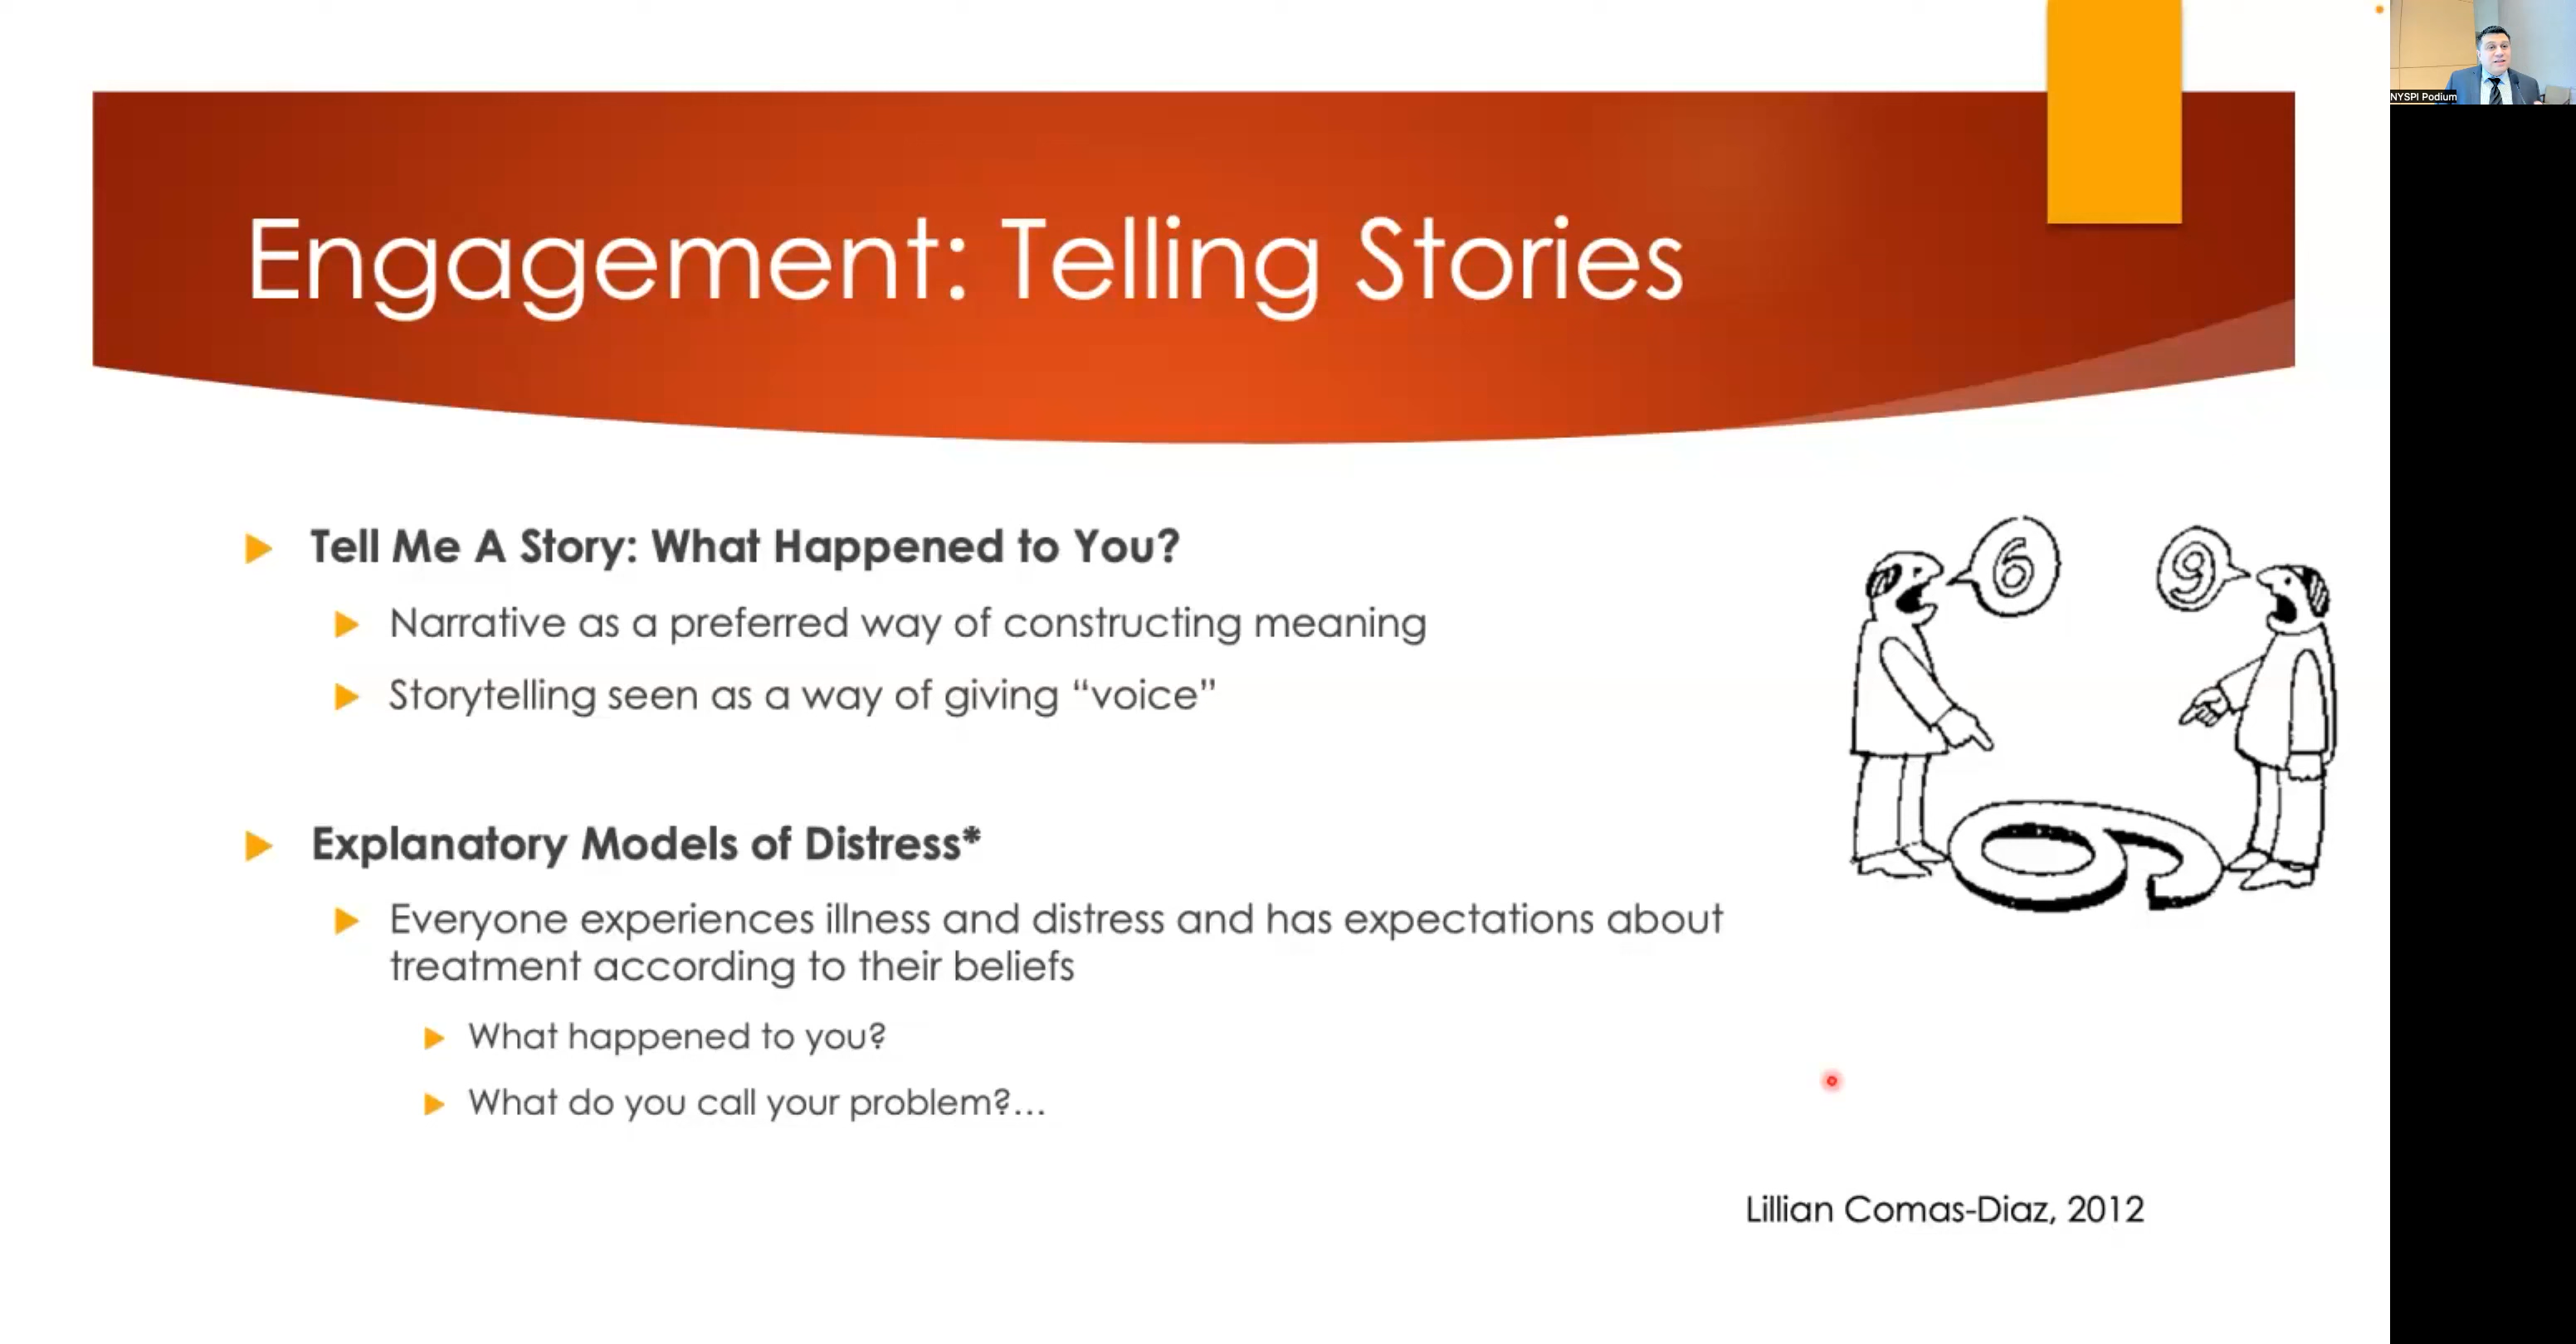 NYSPI Podium
Engagement: Telling Stories
Tell Me A Story: What Happened to You?
Narrative as a preferred way of constructing meaning
Storytelling seen as a way of giving “voice”
6
9
Explanatory Models of Distress*
Everyone experiences illness and distress and has expectations about
treatment according to their beliefs
What happened to you?
What do you call your problem?...
Lillian Comas-Diaz, 2012